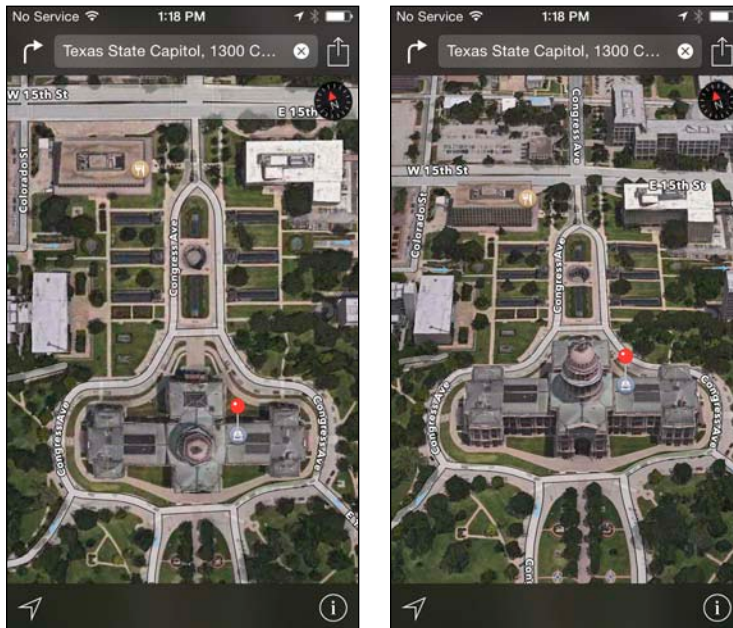 No Service 1:18 PM
Texas State Capitol, 1300 C...
W 15th St
E 15th
Colorado St
Congress Ave
Congress Ave
Congress Ave
No Service 1:18 PM
Texas State Capitol, 1300 C...
Congress Ave
N
W 15th St
E 15th St
Colorado St
Congress Ave
Congress Ave
Congress Ave